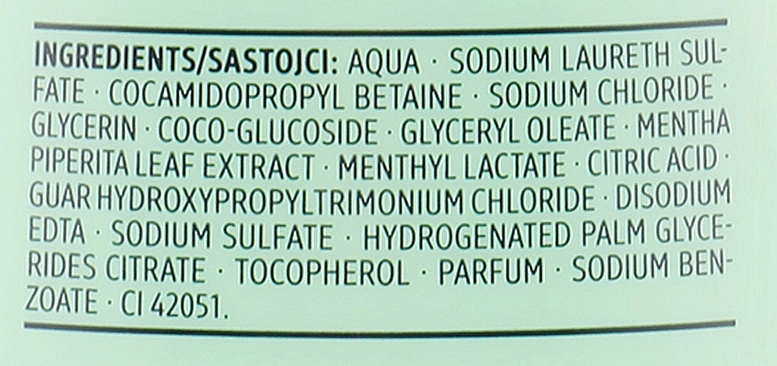 INGREDIENTS/SASTOJCI: AQUA · SODIUM LAURETH SUL-
FATE · COCAMIDOPROPYL BETAINE · SODIUM CHLORIDE ·
GLYCERIN · COCO-GLUCOSIDE · GLYCERYL OLEATE · MENTHA
PIPERITA LEAF EXTRACT · MENTHYL LACTATE · CITRIC ACID ·
GUAR HYDROXYPROPYLTRIMONIUM CHLORIDE · DISODIUM
EDTA · SODIUM SULFATE · HYDROGENATED PALM GLYCE-
RIDES CITRATE · TOCOPHEROL · PARFUM · SODIUM BEN-
ZOATE · CI 42051.